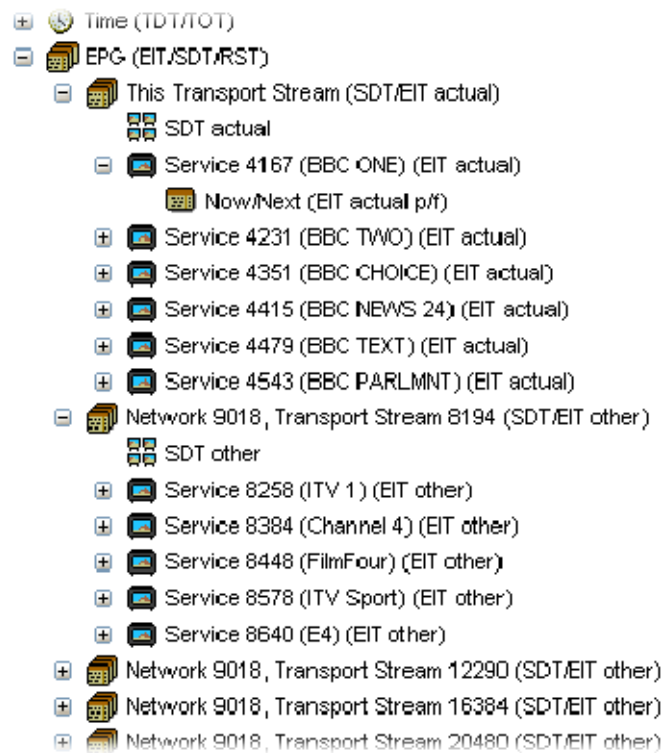 Time (TDT/TOT)
EPG (EIT/SDT/RST)
This Transport Stream (SDT/EIT actual)
SDT actual
Service 4167 (BBC ONE) (EIT actual)
Now/Next (EIT actual p/f)
Service 4231 (BBC TWO) (EIT actual)
Service 4351 (BBC CHOICE) (EIT actual)
Service 4415 (BBC NEWS 24) (EIT actual)
Service 4479 (BBC TEXT) (EIT actual)
Service 4543 (BBC PARLMNT) (EIT actual)
Network 9018, Transport Stream 8194 (SDT/EIT other)
SDT other
Service 8258 (ITV 1) (EIT other)
Service 8384 (Channel 4) (EIT other)
Service 8448 (FilmFour) (EIT other)
Service 8578 (ITV Sport) (EIT other)
Service 8640 (E4) (EIT other)
Network 9018, Transport Stream 12290 (SDT/EIT other)
Network 9018, Transport Stream 16384 (SDT/EIT other)
Network 9018, Transport Stream 20480 (SDT/EIT other)